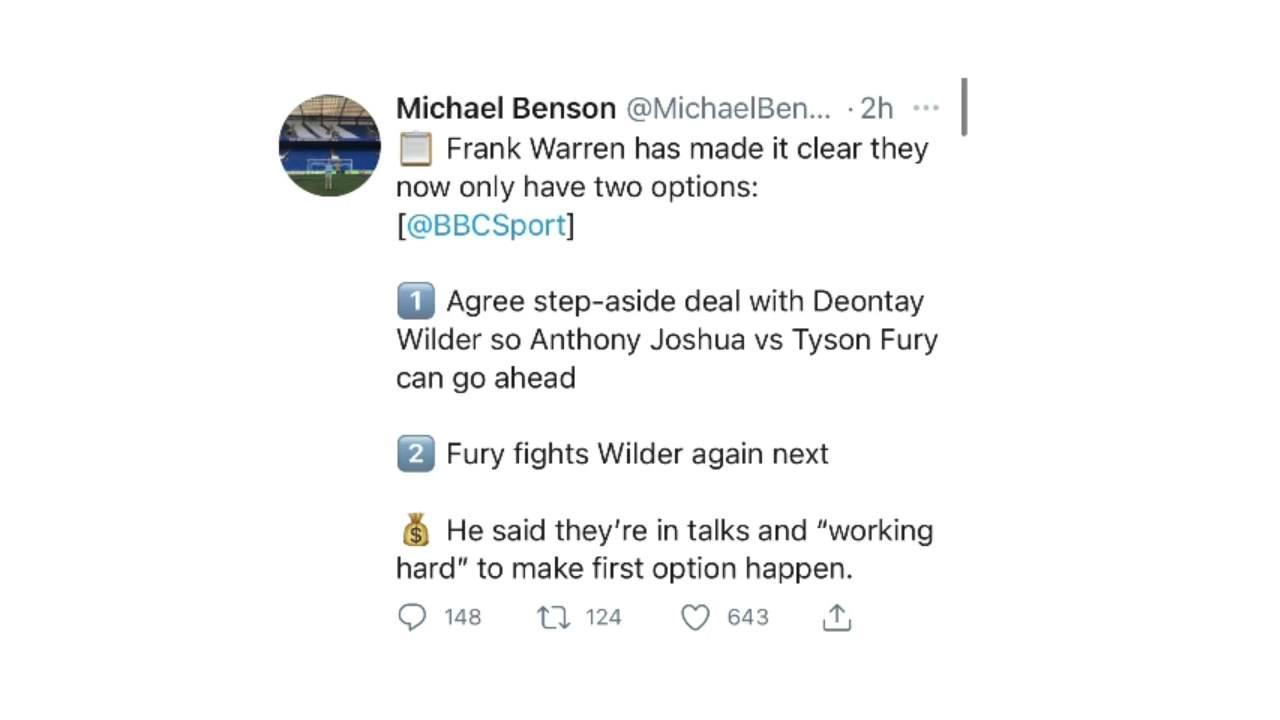 Michael Benson @MichaelBen... · 2h ...
📋 Frank Warren has made it clear they
now only have two options:
[@BBCSport]
1️⃣ Agree step-aside deal with Deontay
Wilder so Anthony Joshua vs Tyson Fury
can go ahead
2️⃣ Fury fights Wilder again next
💰 He said they’re in talks and “working
hard” to make first option happen.
148 124 643